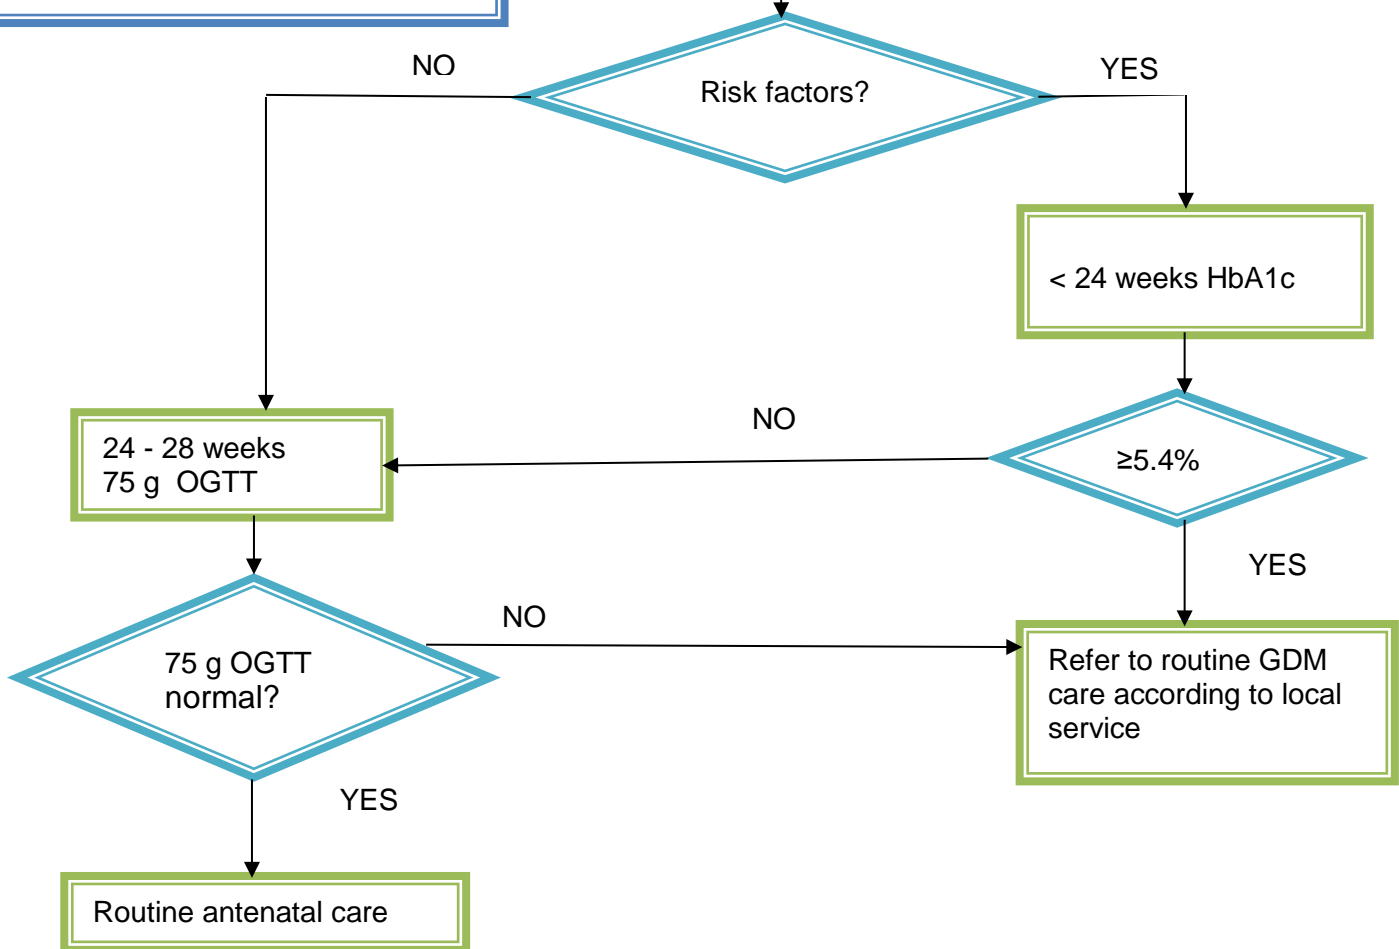 NO
YES
Risk factors?
< 24 weeks HbA1c
24 - 28 weeks
75 g  OGTT
NO
≥5.4%
YES
75 g OGTT
normal?
NO
Refer to routine GDM
care according to local
service
YES
Routine antenatal care